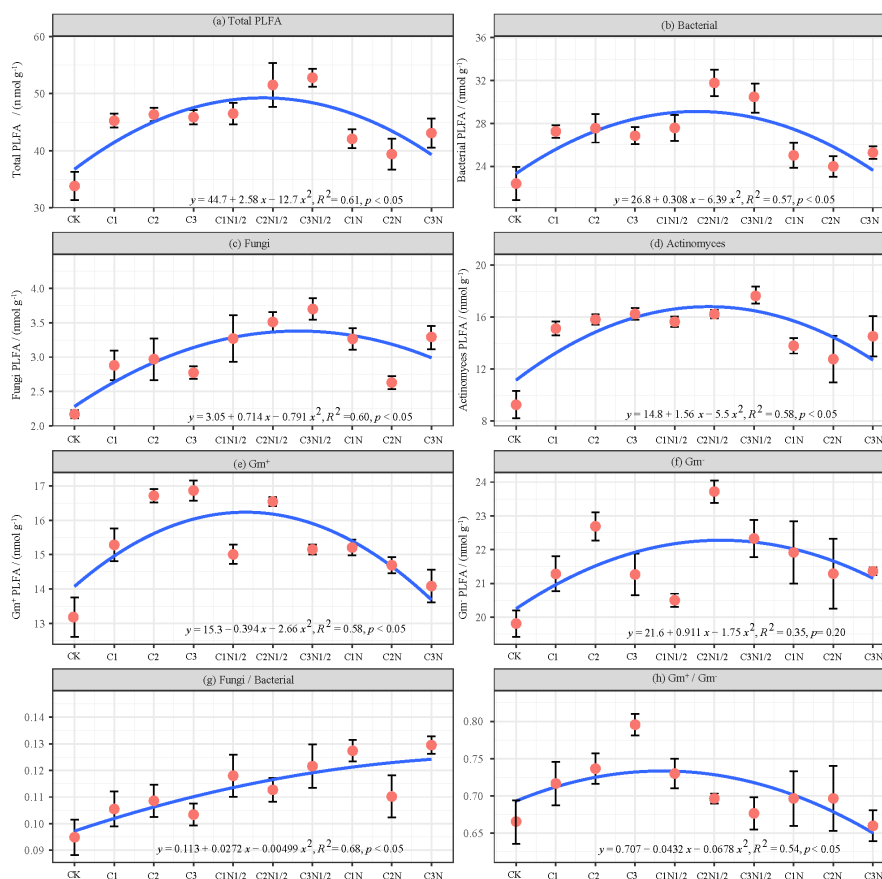 (a) Total PLFA
Total PLFA / (n mol g⁻¹)
60
50
40
30
y = 44.7 + 2.58 x − 12.7 x², R² = 0.61, p < 0.05
CK C1 C2 C3 C1N1/2 C2N1/2 C3N1/2 C1N C2N C3N
(b) Bacterial
Bacterial PLFA / (nmol g⁻¹)
36
32
28
24
y = 26.8 + 0.308 x − 6.39 x², R² = 0.57, p < 0.05
CK C1 C2 C3 C1N1/2 C2N1/2 C3N1/2 C1N C2N C3N
(c) Fungi
Fungi PLFA / (nmol g⁻¹)
4.0
3.5
3.0
2.5
2.0
y = 3.05 + 0.714 x − 0.791 x², R² =0.60, p < 0.05
CK C1 C2 C3 C1N1/2 C2N1/2 C3N1/2 C1N C2N C3N
(d) Actinomyces
Actinomyces PLFA / (nmol g⁻¹)
20
16
12
8
y = 14.8 + 1.56 x − 5.5 x², R² = 0.58, p < 0.05
CK C1 C2 C3 C1N1/2 C2N1/2 C3N1/2 C1N C2N C3N
(e) Gm⁺
Gm⁺ PLFA / (nmol g⁻¹)
17
16
15
14
13
y = 15.3 − 0.394 x − 2.66 x², R² = 0.58, p < 0.05
CK C1 C2 C3 C1N1/2 C2N1/2 C3N1/2 C1N C2N C3N
(f) Gm⁻
Gm⁻ PLFA / (nmol g⁻¹)
24
23
22
21
20
y = 21.6 + 0.911 x − 1.75 x², R² = 0.35, p= 0.20
CK C1 C2 C3 C1N1/2 C2N1/2 C3N1/2 C1N C2N C3N
(g) Fungi / Bacterial
0.14
0.13
0.12
0.11
0.10
0.09
y = 0.113 + 0.0272 x − 0.00499 x², R² = 0.68, p < 0.05
CK C1 C2 C3 C1N1/2 C2N1/2 C3N1/2 C1N C2N C3N
(h) Gm⁺ / Gm⁻
0.80
0.75
0.70
0.65
y = 0.707 − 0.0432 x − 0.0678 x², R² = 0.54, p < 0.05
CK C1 C2 C3 C1N1/2 C2N1/2 C3N1/2 C1N C2N C3N